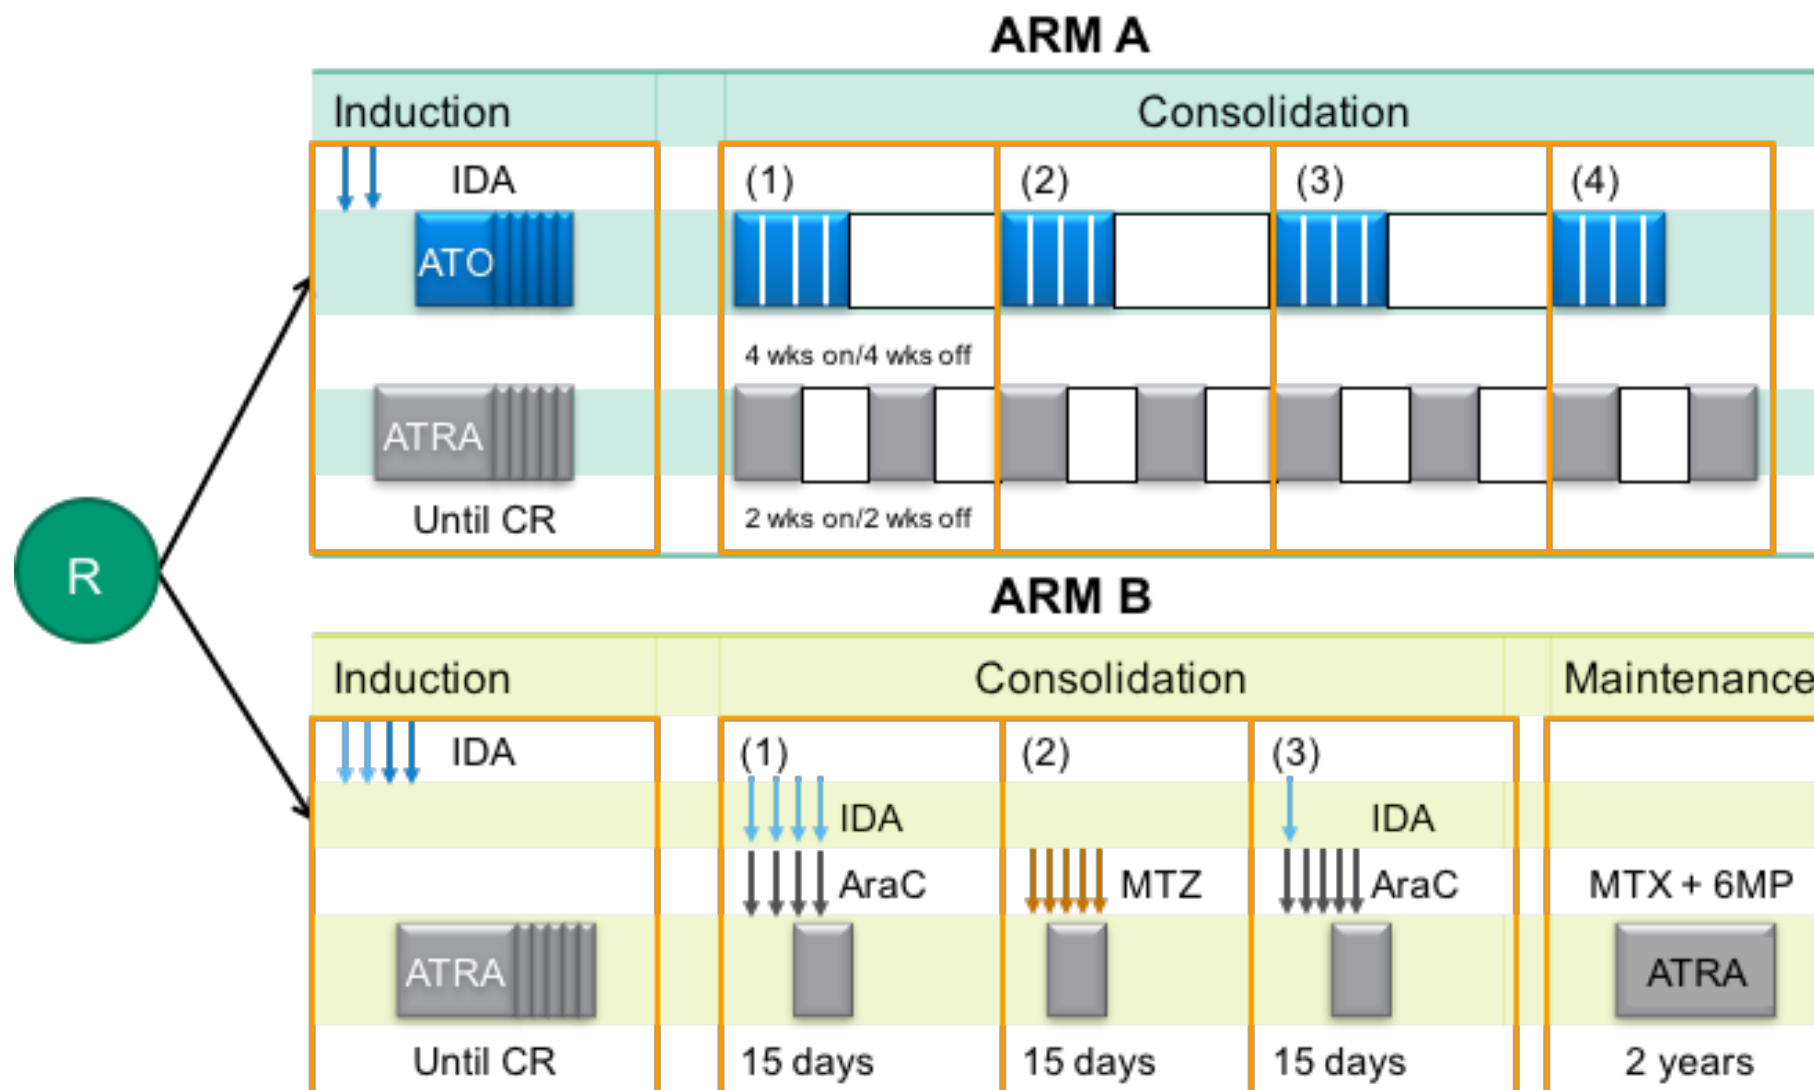 ARM A
Induction
Consolidation
IDA
(1)
(2)
(3)
(4)
ATO
4 wks on/4 wks off
ATRA
Until CR
2 wks on/2 wks off
R
ARM B
Induction
Consolidation
Maintenance
IDA
(1)
(2)
(3)
IDA
IDA
AraC
MTZ
AraC
MTX + 6MP
ATRA
ATRA
Until CR
15 days
15 days
15 days
2 years